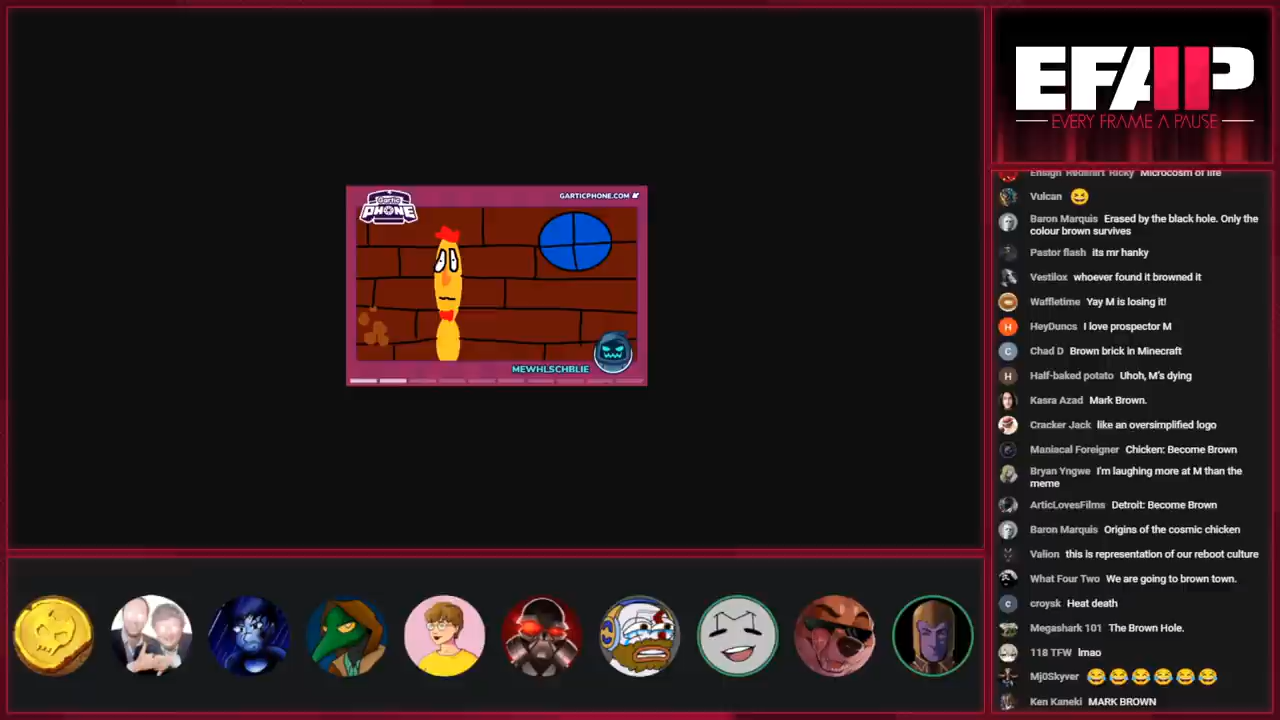 EFAP
EVERY FRAME A PAUSE
Gartic
PHONE
GARTICPHONE.COM
MEWHLSCHBLIE
Ensign Redshirt Ricky Microcosm of life
Vulcan
Baron Marquis Erased by the black hole. Only the
colour brown survives
Pastor flash its mr hanky
Vestilox whoever found it browned it
Waffletime Yay M is losing it!
H HeyDuncs I love prospector M
C Chad D Brown brick in Minecraft
H Half-baked potato Uhoh, M's dying
Kasra Azad Mark Brown.
Cracker Jack like an oversimplified logo
Maniacal Foreigner Chicken: Become Brown
Bryan Yngwe I'm laughing more at M than the
meme
ArticLovesFilms Detroit: Become Brown
Baron Marquis Origins of the cosmic chicken
Valion this is representation of our reboot culture
What Four Two We are going to brown town.
C croysk Heat death
Megashark 101 The Brown Hole.
118 TFW lmao
Mj0Skyver
Ken Kaneki MARK BROWN